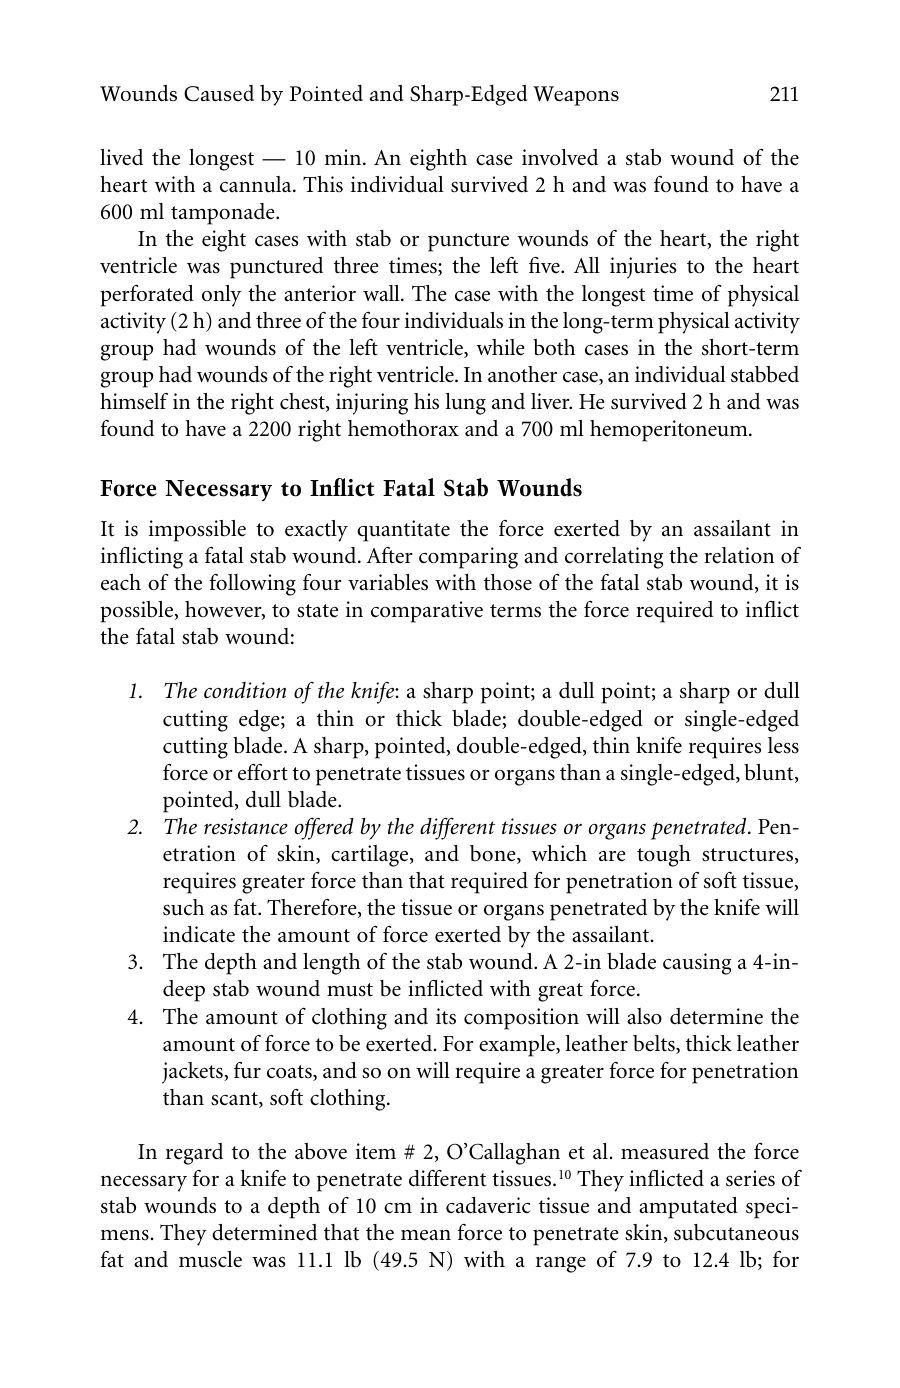 Wounds Caused by Pointed and Sharp-Edged Weapons 211
lived the longest — 10 min. An eighth case involved a stab wound of the
heart with a cannula. This individual survived 2 h and was found to have a
600 ml tamponade.
In the eight cases with stab or puncture wounds of the heart, the right
ventricle was punctured three times; the left five. All injuries to the heart
perforated only the anterior wall. The case with the longest time of physical
activity (2 h) and three of the four individuals in the long-term physical activity
group had wounds of the left ventricle, while both cases in the short-term
group had wounds of the right ventricle. In another case, an individual stabbed
himself in the right chest, injuring his lung and liver. He survived 2 h and was
found to have a 2200 right hemothorax and a 700 ml hemoperitoneum.
Force Necessary to Inflict Fatal Stab Wounds
It is impossible to exactly quantitate the force exerted by an assailant in
inflicting a fatal stab wound. After comparing and correlating the relation of
each of the following four variables with those of the fatal stab wound, it is
possible, however, to state in comparative terms the force required to inflict
the fatal stab wound:
1. The condition of the knife: a sharp point; a dull point; a sharp or dull
cutting edge; a thin or thick blade; double-edged or single-edged
cutting blade. A sharp, pointed, double-edged, thin knife requires less
force or effort to penetrate tissues or organs than a single-edged, blunt,
pointed, dull blade.
2. The resistance offered by the different tissues or organs penetrated. Pen-
etration of skin, cartilage, and bone, which are tough structures,
requires greater force than that required for penetration of soft tissue,
such as fat. Therefore, the tissue or organs penetrated by the knife will
indicate the amount of force exerted by the assailant.
3. The depth and length of the stab wound. A 2-in blade causing a 4-in-
deep stab wound must be inflicted with great force.
4. The amount of clothing and its composition will also determine the
amount of force to be exerted. For example, leather belts, thick leather
jackets, fur coats, and so on will require a greater force for penetration
than scant, soft clothing.
In regard to the above item # 2, O’Callaghan et al. measured the force
necessary for a knife to penetrate different tissues.¹⁰ They inflicted a series of
stab wounds to a depth of 10 cm in cadaveric tissue and amputated speci-
mens. They determined that the mean force to penetrate skin, subcutaneous
fat and muscle was 11.1 lb (49.5 N) with a range of 7.9 to 12.4 lb; for